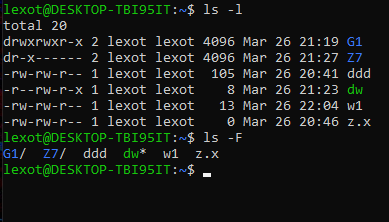 lexot@DESKTOP-TBI95IT:~$ ls -l
total 20
drwxrwxr-x 2 lexot lexot 4096 Mar 26 21:19 G1
dr-x------ 2 lexot lexot 4096 Mar 26 21:27 Z7
-rw-rw-r-- 1 lexot lexot  105 Mar 26 20:41 ddd
-r--rw-r-x 1 lexot lexot    8 Mar 26 21:23 dw
-rw-rw-r-- 1 lexot lexot   13 Mar 26 22:04 w1
-rw-rw-r-- 1 lexot lexot    0 Mar 26 20:46 z.x
lexot@DESKTOP-TBI95IT:~$ ls -F
G1/  Z7/  ddd  dw*  w1  z.x
lexot@DESKTOP-TBI95IT:~$